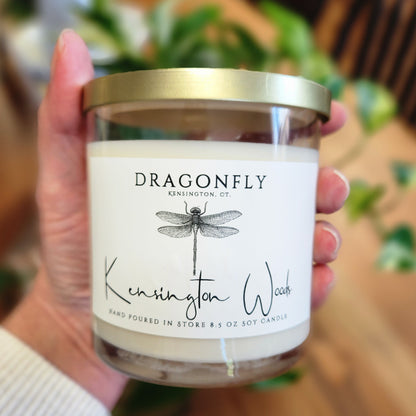 DRAGONFLY
KENSINGTON, CT.
Kensington Woods
HAND POURED IN STORE 8.5 OZ SOY CANDLE